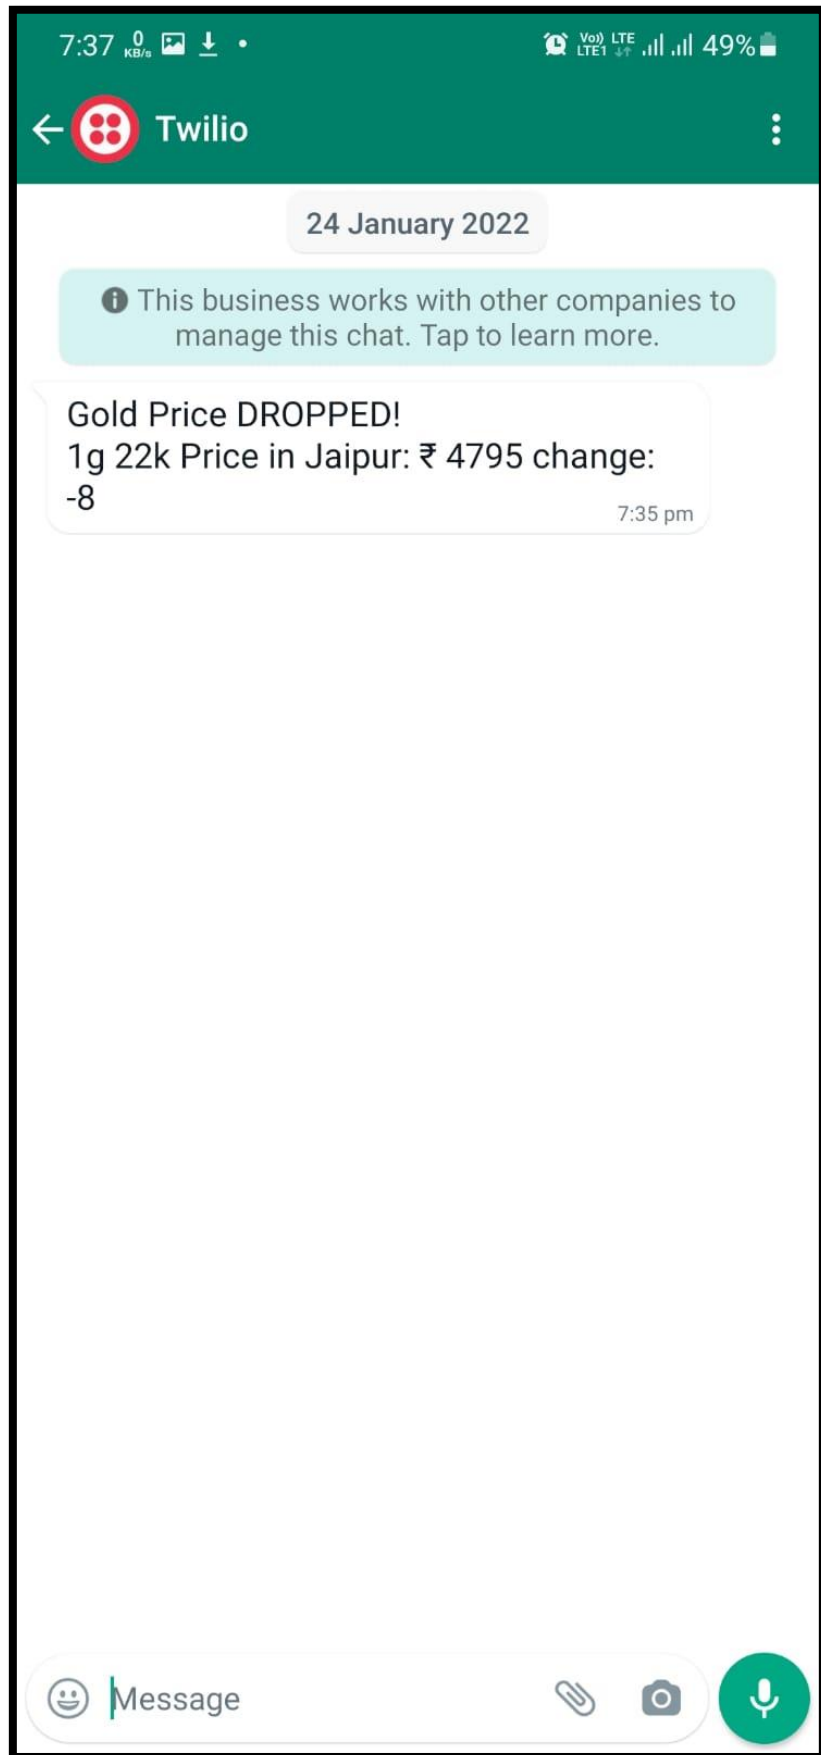 7:37 0 KB/s Vo)) LTE1 LTE 49%
Twilio
24 January 2022
This business works with other companies to
manage this chat. Tap to learn more.
Gold Price DROPPED!
1g 22k Price in Jaipur: ₹ 4795 change:
-8
7:35 pm
Message